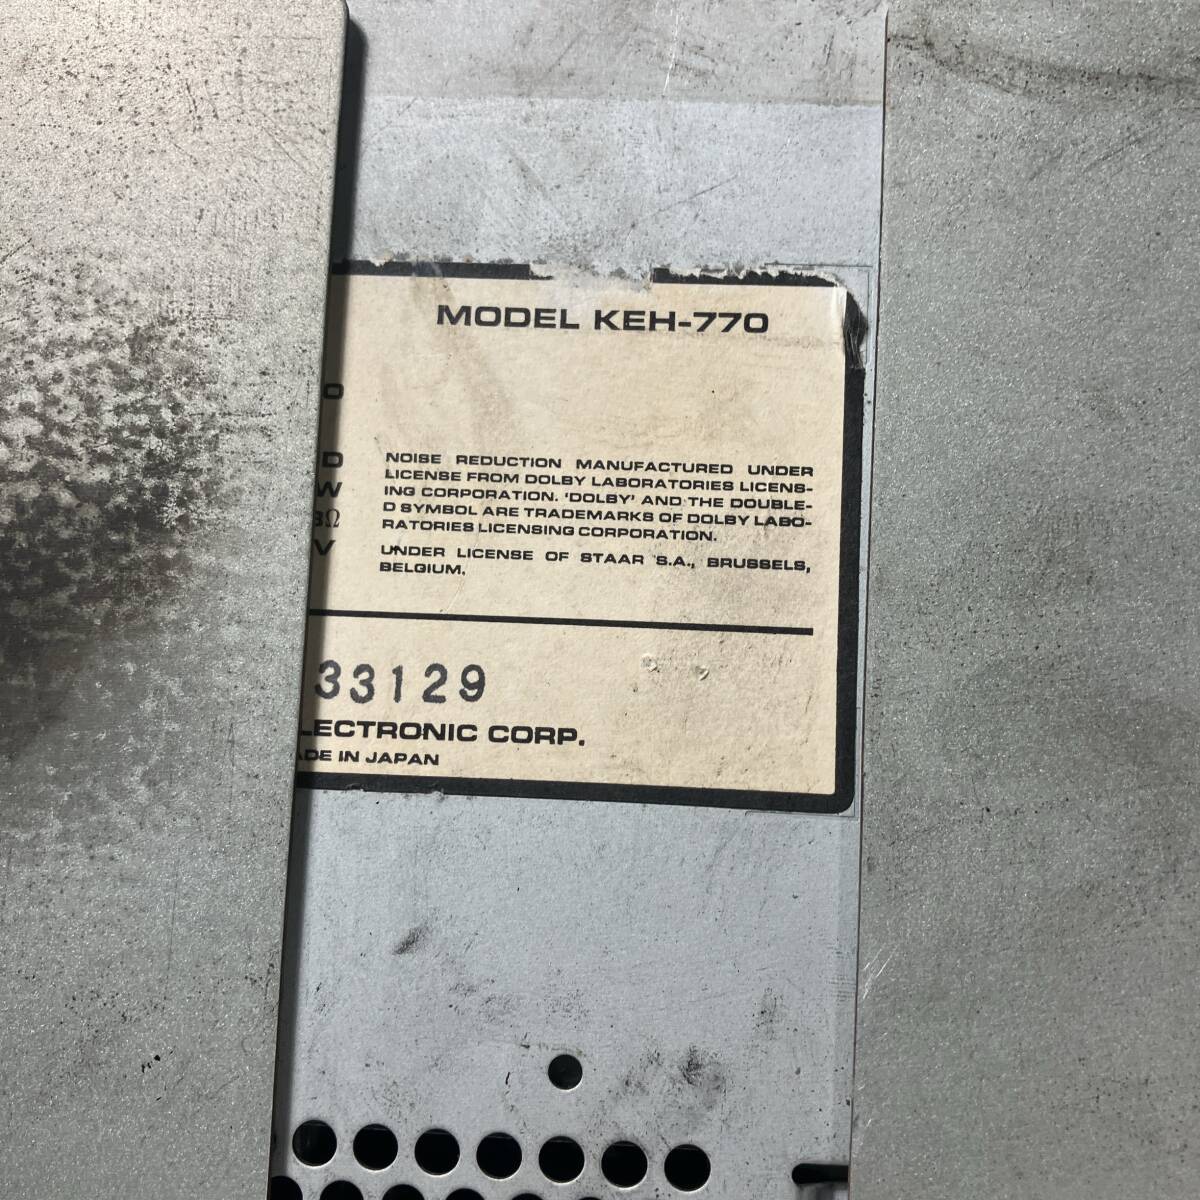 MODEL KEH-770
O
D
W
3Ω
V
NOISE REDUCTION MANUFACTURED UNDER
LICENSE FROM DOLBY LABORATORIES LICENS-
ING CORPORATION. 'DOLBY' AND THE DOUBLE-
D SYMBOL ARE TRADEMARKS OF DOLBY LABO-
RATORIES LICENSING CORPORATION.
UNDER LICENSE OF STAAR S.A., BRUSSELS,
BELGIUM.
33129
LECTRONIC CORP.
ADE IN JAPAN